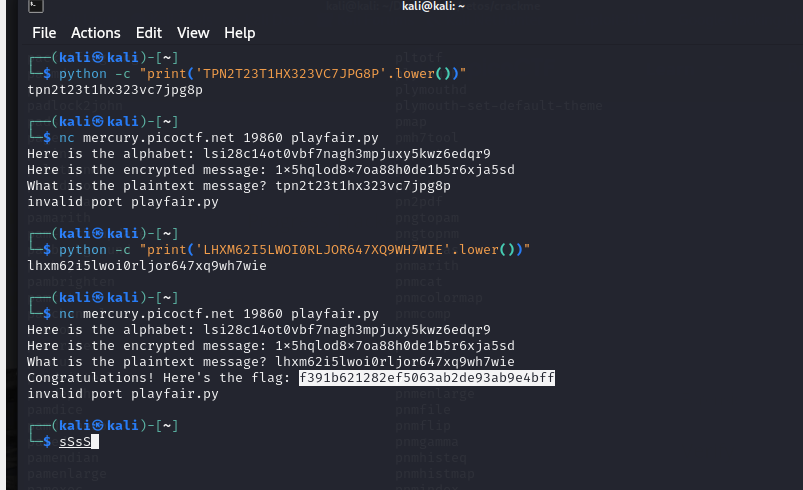 kali@kali: ~
File Actions Edit View Help
┌──(kali㉿kali)-[~]
└─$ python -c "print('TPN2T23T1HX323VC7JPG8P'.lower())"
tpn2t23t1hx323vc7jpg8p
┌──(kali㉿kali)-[~]
└─$ nc mercury.picoctf.net 19860 playfair.py
Here is the alphabet: lsi28c14ot0vbf7nagh3mpjuxy5kwz6edqr9
Here is the encrypted message: 1×5hqlod8×7oa88h0de1b5r6xja5sd
What is the plaintext message? tpn2t23t1hx323vc7jpg8p
invalid port playfair.py
┌──(kali㉿kali)-[~]
└─$ python -c "print('LHXM62I5LWOI0RLJOR647XQ9WH7WIE'.lower())"
lhxm62i5lwoi0rljor647xq9wh7wie
┌──(kali㉿kali)-[~]
└─$ nc mercury.picoctf.net 19860 playfair.py
Here is the alphabet: lsi28c14ot0vbf7nagh3mpjuxy5kwz6edqr9
Here is the encrypted message: 1×5hqlod8×7oa88h0de1b5r6xja5sd
What is the plaintext message? lhxm62i5lwoi0rljor647xq9wh7wie
Congratulations! Here's the flag: f391b621282ef5063ab2de93ab9e4bff
invalid port playfair.py
┌──(kali㉿kali)-[~]
└─$ sSsS